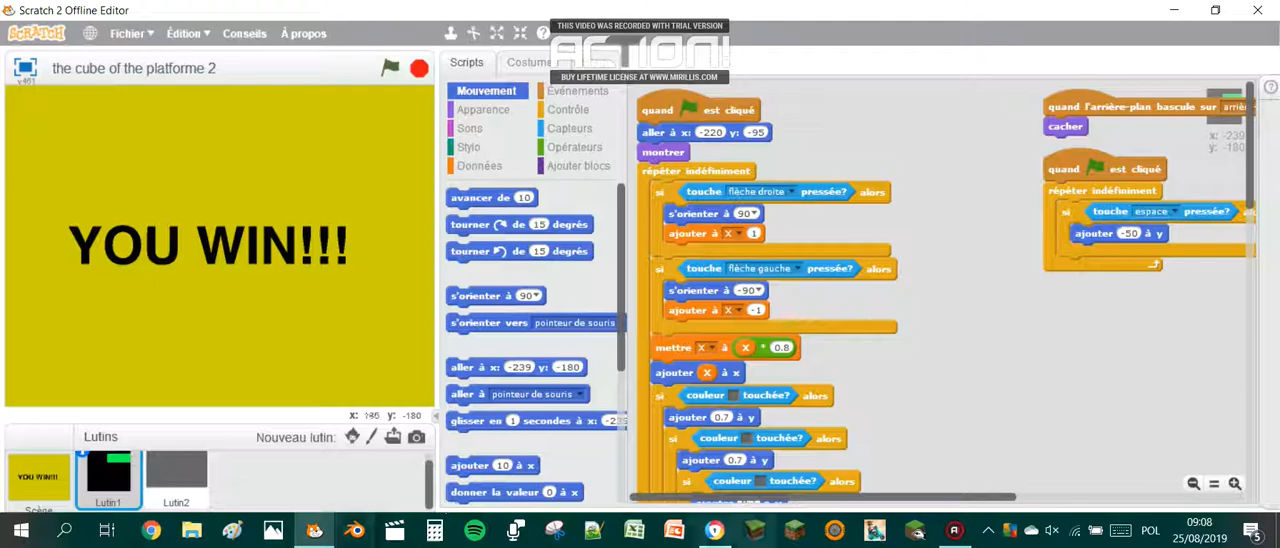 Scratch 2 Offline Editor
THIS VIDEO WAS RECORDED WITH TRIAL VERSION
ACTION!
BUY LIFETIME LICENSE AT WWW.MIRILLIS.COM
SCRATCH
Fichier Édition Conseils À propos
the cube of the platforme 2
v461
Scripts Costume
Mouvement Événements
Apparence Contrôle
Sons Capteurs
Stylo Opérateurs
Données Ajouter blocs
avancer de 10
tourner de 15 degrés
tourner de 15 degrés
s'orienter à 90
s'orienter vers pointeur de souris
aller à x: -239 y: -180
aller à pointeur de souris
glisser en 1 secondes à x:
ajouter 10 à x
donner la valeur 0 à x
quand est cliqué
aller à x: -220 y: -95
montrer
répéter indéfiniment
si touche flèche droite pressée? alors
s'orienter à 90
ajouter à X 1
si touche flèche gauche pressée? alors
s'orienter à -90
ajouter à X -1
mettre X à X * 0.8
ajouter X à x
si couleur touchée? alors
ajouter 0.7 à y
si couleur touchée? alors
ajouter 0.7 à y
si couleur touchée? alors
quand l'arrière-plan bascule sur arriè
cacher
x: -239
y: -180
quand est cliqué
répéter indéfiniment
si touche espace pressée? alo
ajouter -50 à y
YOU WIN!!!
y: -180
Lutins Nouveau lutin:
YOU WIN!!!
Scène Lutin1 Lutin2
POL
09:08
25/08/2019
5